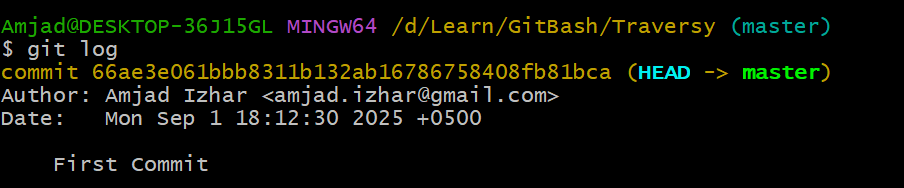 Amjad@DESKTOP-36J15GL MINGW64 /d/Learn/GitBash/Traversy (master)
$ git log
commit 66ae3e061bbb8311b132ab16786758408fb81bca (HEAD -> master)
Author: Amjad Izhar <amjad.izhar@gmail.com>
Date:   Mon Sep 1 18:12:30 2025 +0500
    First Commit